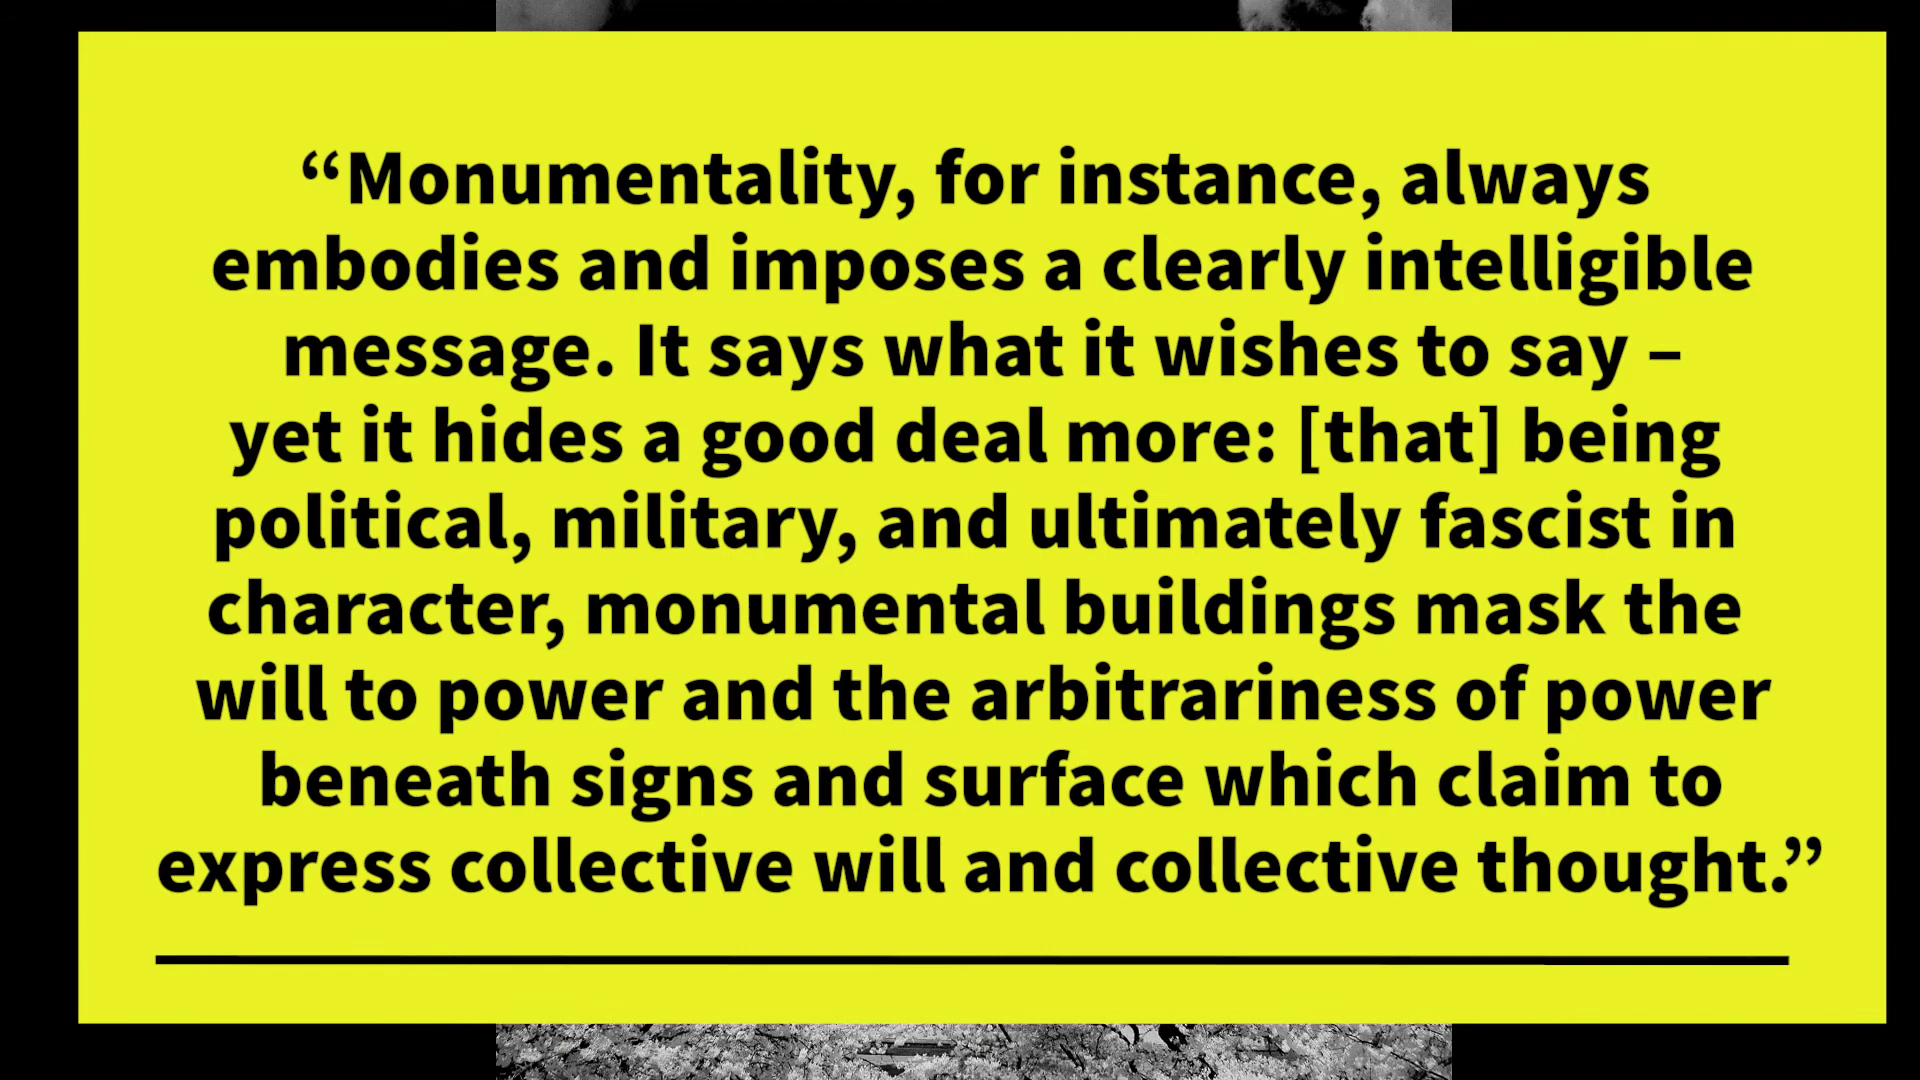 “Monumentality, for instance, always
embodies and imposes a clearly intelligible
message. It says what it wishes to say –
yet it hides a good deal more: [that] being
political, military, and ultimately fascist in
character, monumental buildings mask the
will to power and the arbitrariness of power
beneath signs and surface which claim to
express collective will and collective thought.”